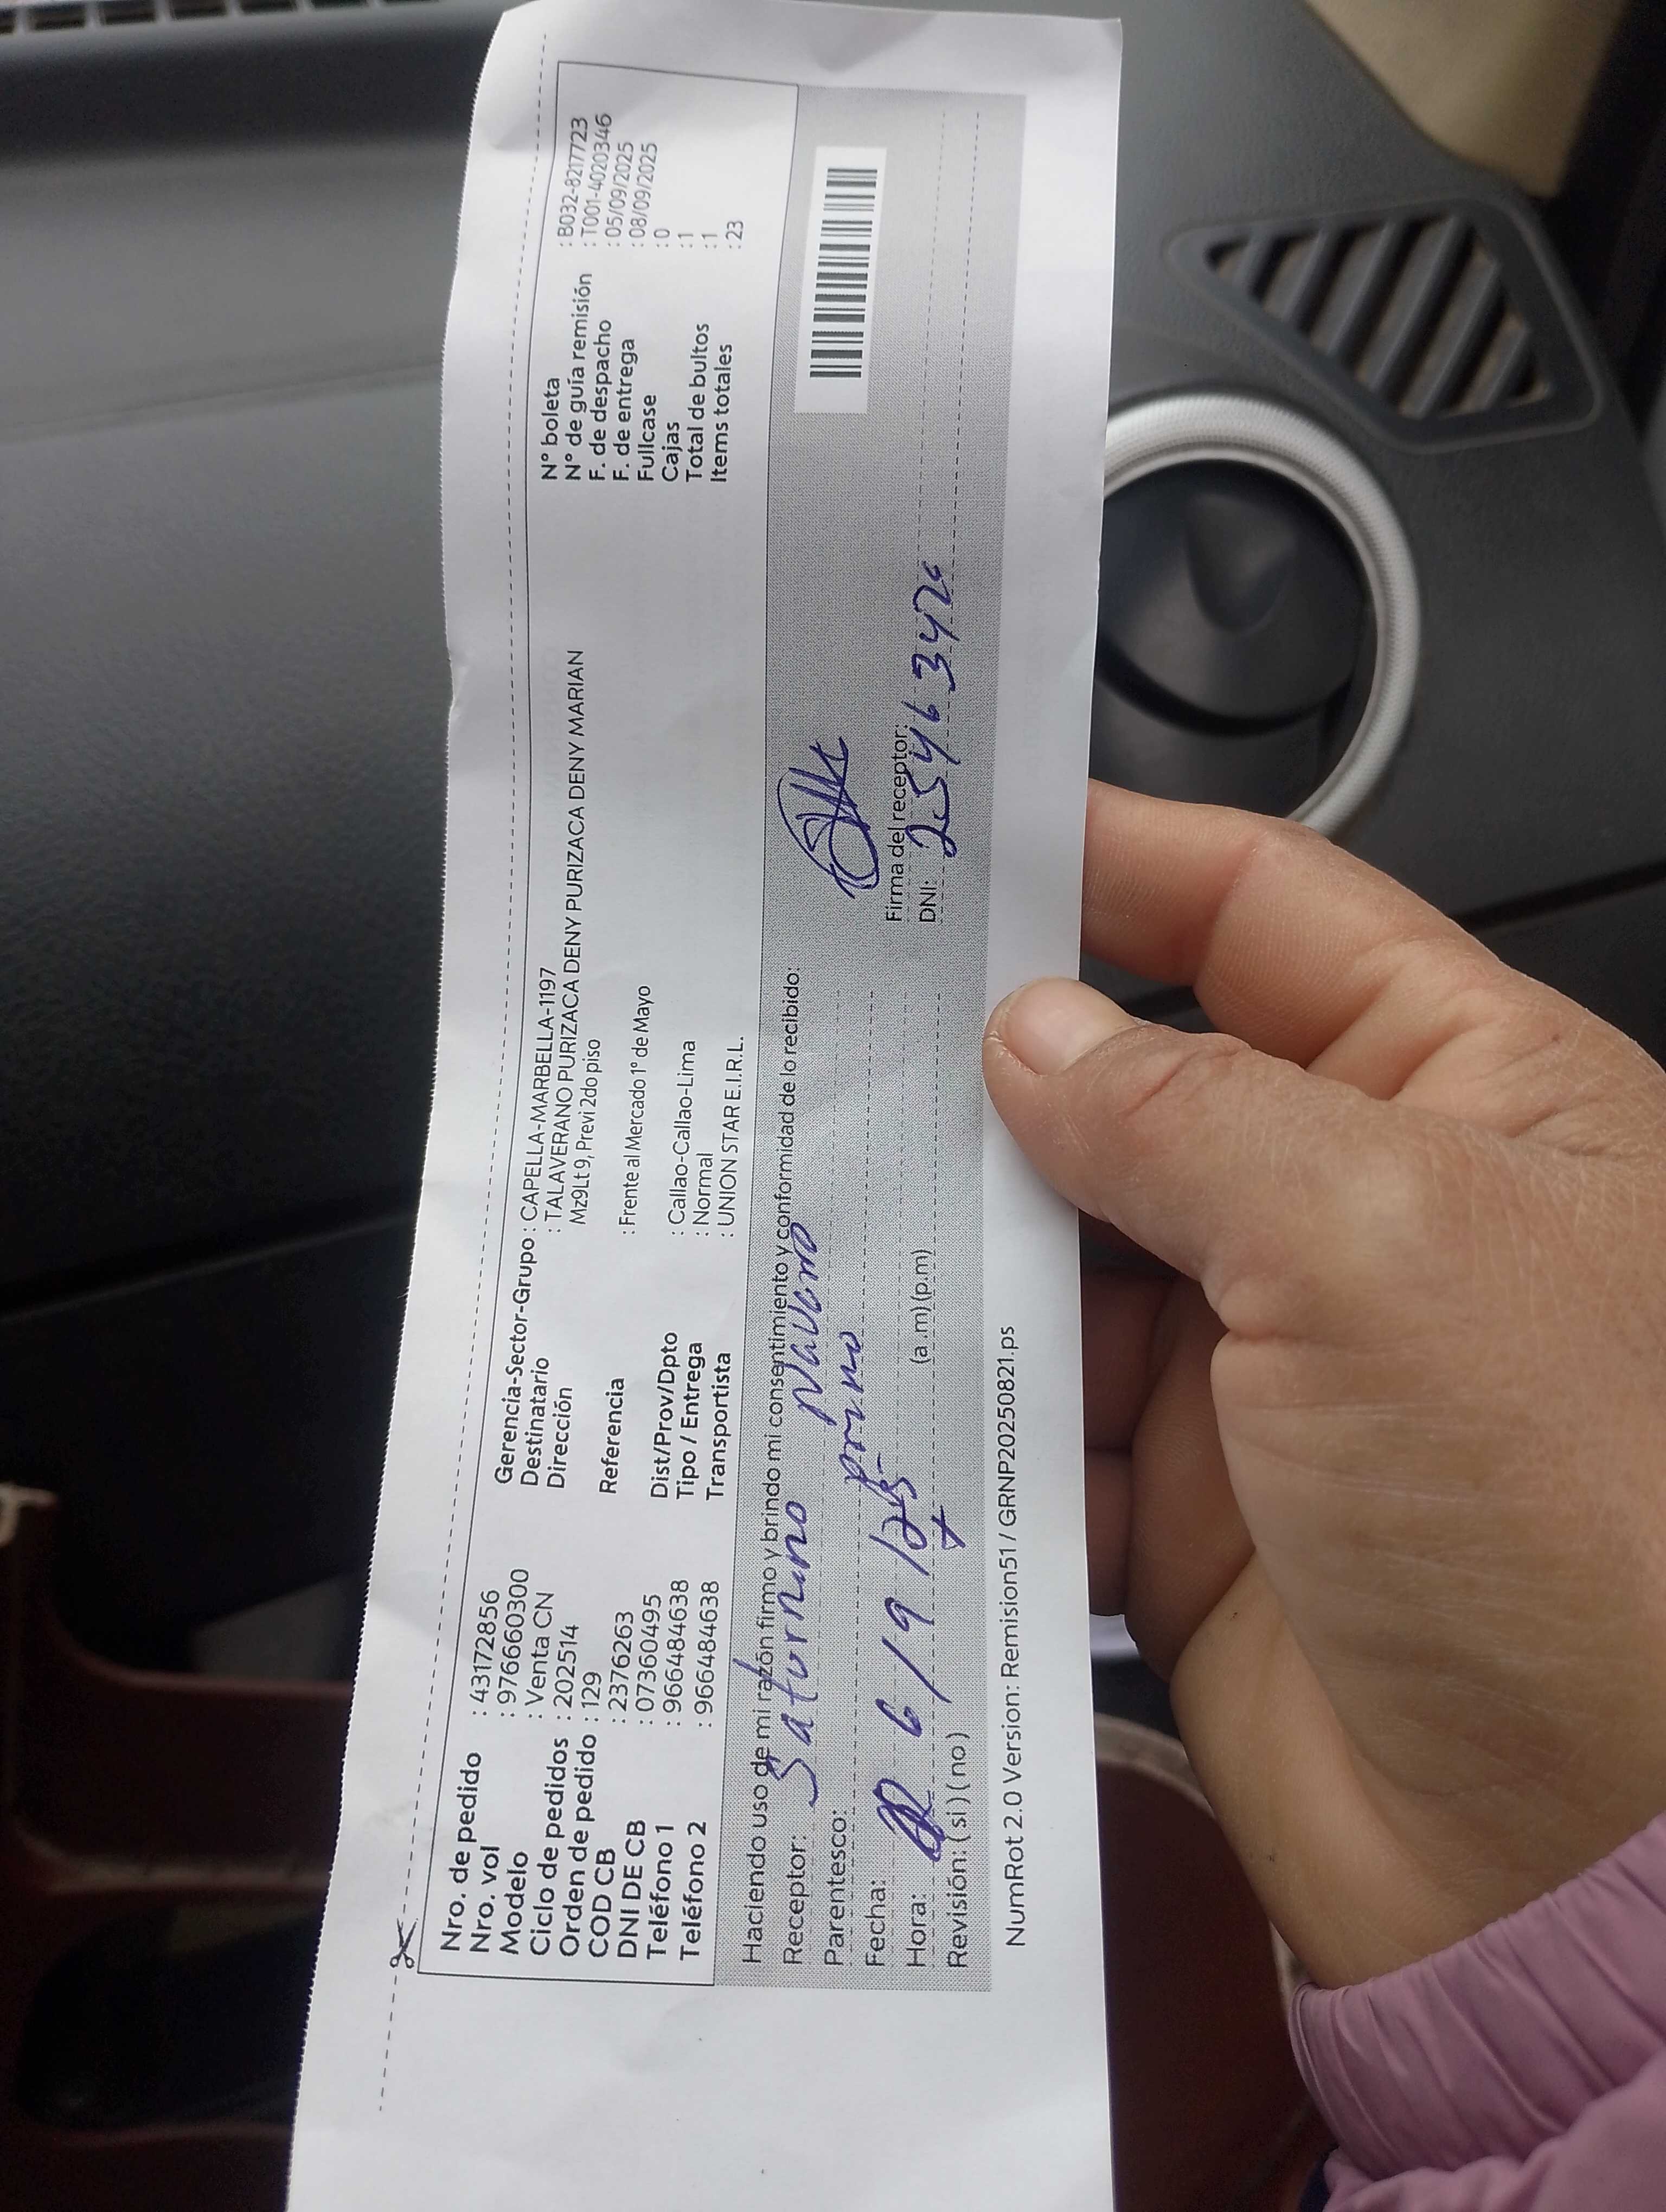 Nro. de pedido : 43172856
Nro. vol : 976660300
Modelo : Venta CN
Ciclo de pedidos : 202514
Orden de pedido : 129
COD CB : 2376263
DNI DE CB : 07360495
Teléfono 1 : 966484638
Teléfono 2 : 966484638
Gerencia-Sector-Grupo : CAPELLA-MARBELLA-1197
Destinatario : TALAVERANO PURIZACA DENY PURIZACA DENY MARIAN
Dirección Mz9Lt 9, Previ 2do piso
Referencia : Frente al Mercado 1° de Mayo
Dist/Prov/Dpto : Callao-Callao-Lima
Tipo / Entrega : Normal
Transportista : UNION STAR E.I.R.L.
N° boleta : B032-8217723
N° de guía remisión : T001-4020346
F. de despacho : 05/09/2025
F. de entrega : 08/09/2025
Fullcase : 0
Cajas : 1
Total de bultos : 1
Items totales : 23
Haciendo uso de mi razón firmo y brindo mi consentimiento y conformidad de lo recibido:
Receptor: Saturnino Navarro
Parentesco: primo
Fecha: 6/9/25
Hora: (a.m) (p.m)
Revisión: ( si ) ( no )
Firma del receptor:
DNI:
NumRot 2.0 Version: Remision51 / GRNP20250821.ps